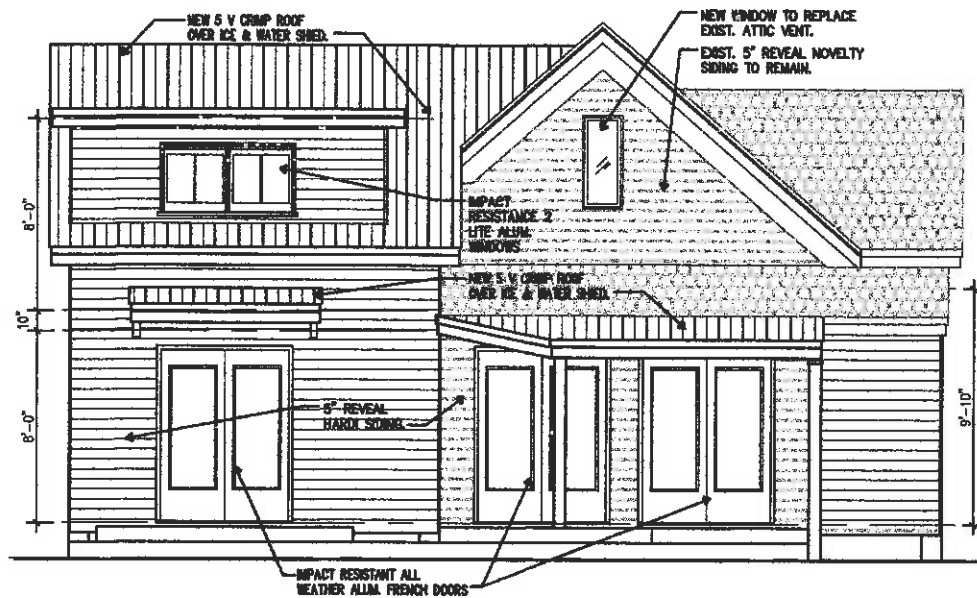 NEW 5 V CRIMP ROOF
OVER ICE & WATER SHIED.
NEW WINDOW TO REPLACE
EXIST. ATTIC VENT.
EXIST. 5" REVEAL NOVELTY
SIDING TO REMAIN.
8'-0"
IMPACT
RESISTANCE 2
LITE ALUM.
WINDOWS
NEW 5 V CRIMP ROOF
OVER ICE & WATER SHIED.
10"
8'-0"
5" REVEAL
HARDI SIDING.
9'-10"
IMPACT RESISTANT ALL
WEATHER ALUM. FRENCH DOORS